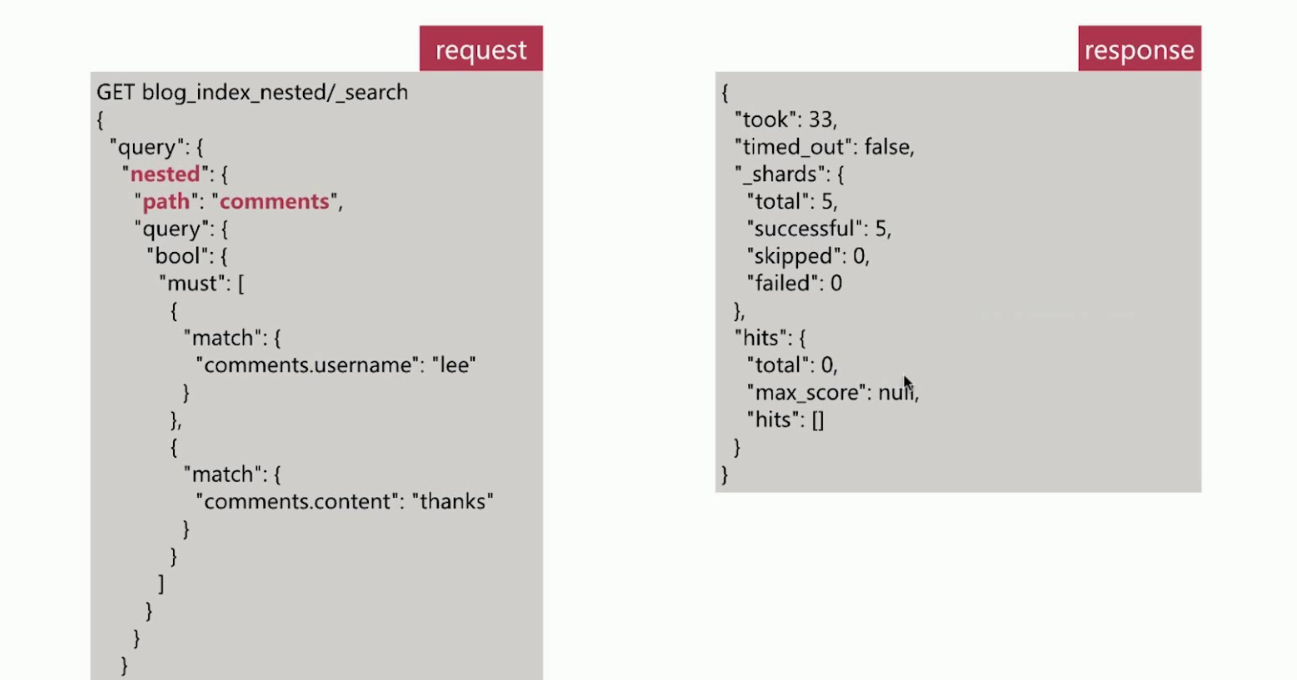 request
GET blog_index_nested/_search
{
"query": {
"nested": {
"path": "comments",
"query": {
"bool": {
"must": [
{
"match": {
"comments.username": "lee"
}
},
{
"match": {
"comments.content": "thanks"
}
}
]
}
}
}
response
{
"took": 33,
"timed_out": false,
"_shards": {
"total": 5,
"successful": 5,
"skipped": 0,
"failed": 0
},
"hits": {
"total": 0,
"max_score": null,
"hits": []
}
}